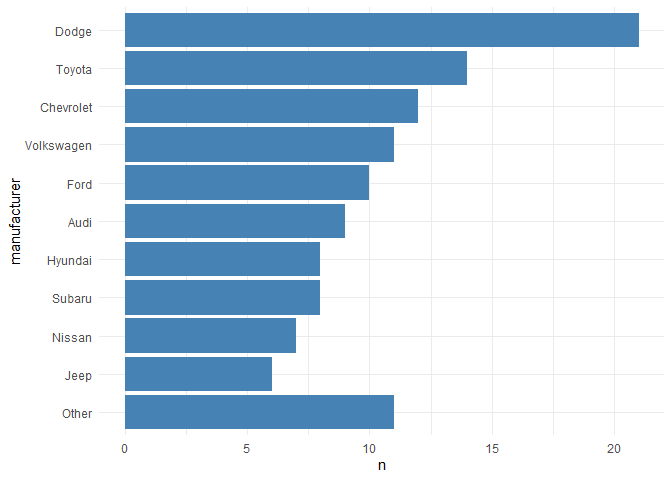 Dodge
Toyota
Chevrolet
Volkswagen
Ford
Audi
Hyundai
Subaru
Nissan
Jeep
Other
manufacturer
0 5 10 15 20
n